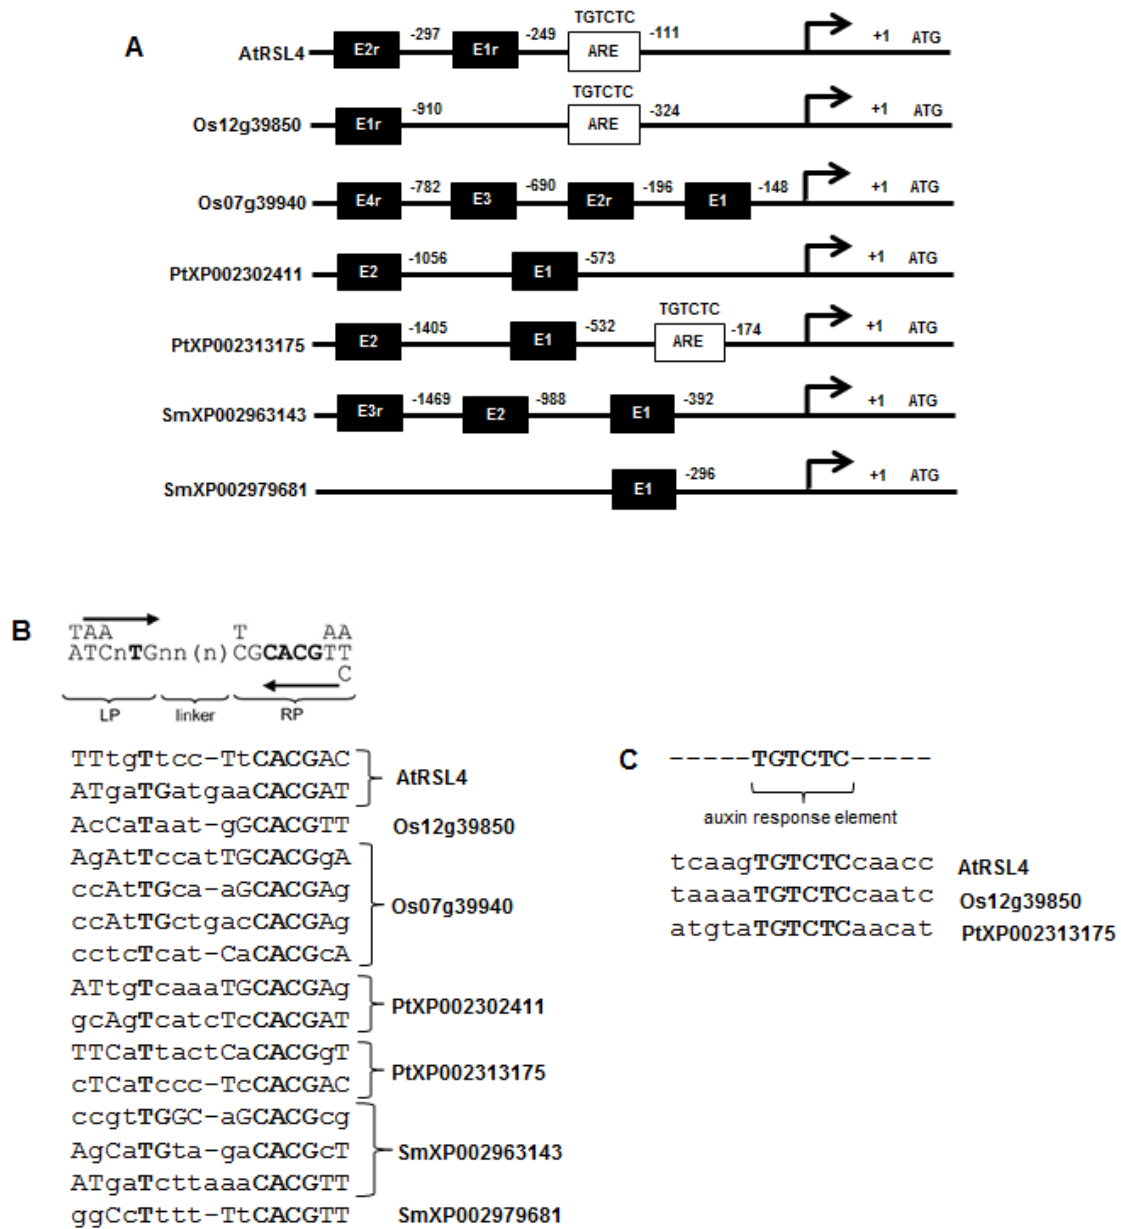 A
TGTCTC
AtRSL4 E2r -297 E1r -249 ARE -111 +1 ATG
TGTCTC
Os12g39850 E1r -910 ARE -324 +1 ATG
Os07g39940 E4r -782 E3 -690 E2r -196 E1 -148 +1 ATG
PtXP002302411 E2 -1056 E1 -573 +1 ATG
TGTCTC
PtXP002313175 E2 -1405 E1 -532 ARE -174 +1 ATG
SmXP002963143 E3r -1469 E2 -988 E1 -392 +1 ATG
SmXP002979681 E1 -296 +1 ATG
B
TAA T AA
ATCnTGnn(n)CGCACGTT
C
LP linker RP
TTtgTtcc-TtCACGAC
ATgaTGatgaaCACGAT
AtRSL4
AcCaTaat-gGCACGTT Os12g39850
AgAtTccatTGCACGgA
ccAtTGca-aGCACGAg
ccAtTGctgacCACGAg
cctcTcat-CaCACGcA
Os07g39940
ATtgTcaaaTGCACGAg
gcAgTcatcTcCACGAT
PtXP002302411
TTCaTtactCaCACGgT
cTCaTccc-TcCACGAC
PtXP002313175
ccgtTGGC-aGCACGcg
AgCaTGta-gaCACGcT
ATgaTcttaaaCACGTT
SmXP002963143
ggCcTttt-TtCACGTT SmXP002979681
C
-----TGTCTC-----
auxin response element
tcaagTGTCTCcaacc AtRSL4
taaaaTGTCTCcaatc Os12g39850
atgtaTGTCTCaacat PtXP002313175